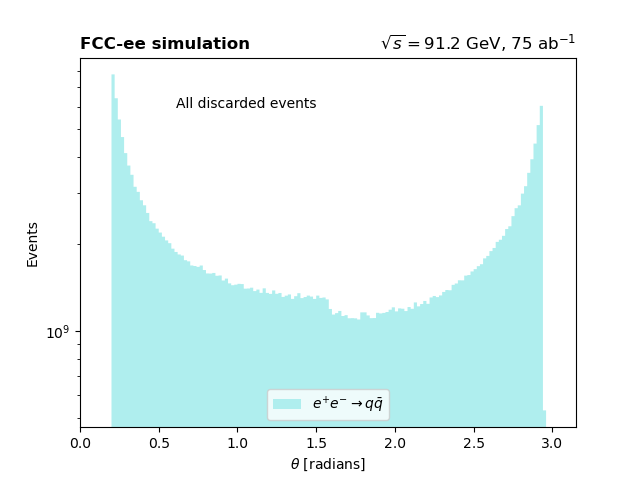 FCC-ee simulation
√s = 91.2 GeV, 75 ab⁻¹
All discarded events
Events
10⁹
e⁺e⁻ → qq̄
0.0 0.5 1.0 1.5 2.0 2.5 3.0
θ [radians]